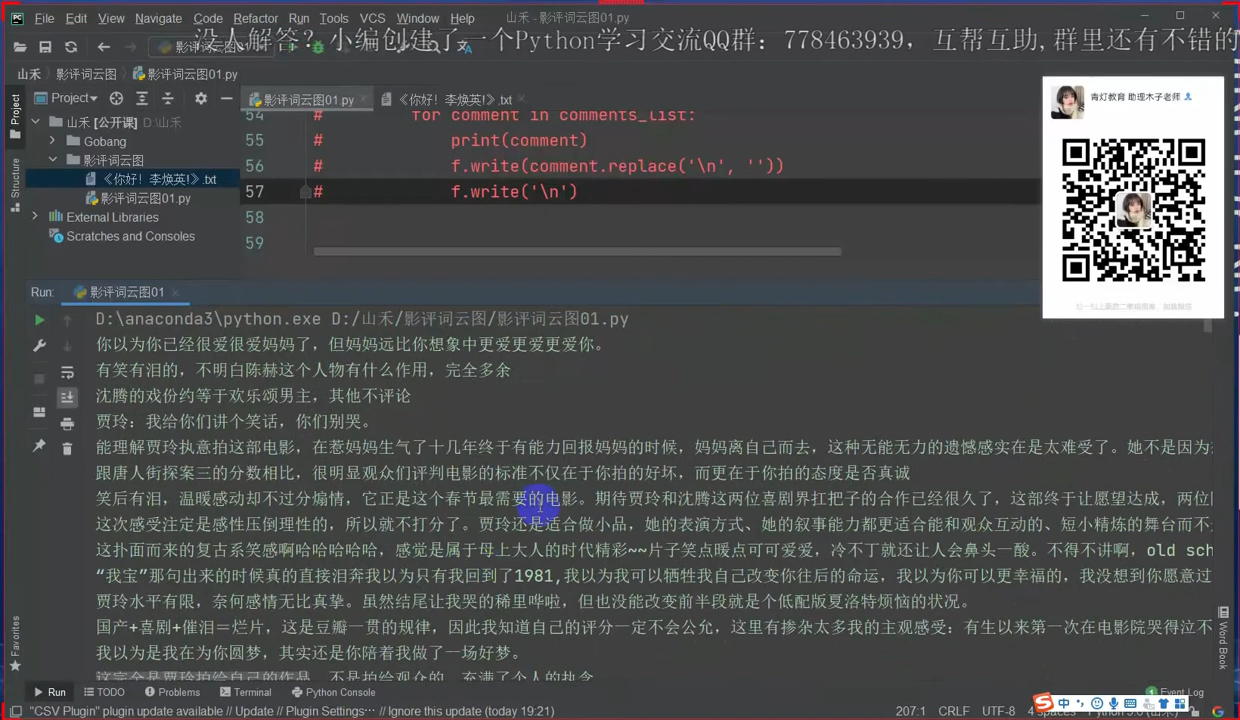 File Edit View Navigate Code Refactor Run Tools VCS Window Help 山禾 - 影评词云图01.py
没人解答？小编创建了一个Python学习交流QQ群：778463939, 互帮互助,群里还有不错的
山禾 影评词云图 影评词云图01.py
Project
影评词云图01.py
《你好！李焕英!》.txt
青灯教育 助理木子老师
山禾 [公开课] D:\山禾
Gobang
影评词云图
《你好！李焕英!》.txt
影评词云图01.py
External Libraries
Scratches and Consoles
Project
Structure
Favorites
54 # for comment in comments_list:
55 # print(comment)
56 # f.write(comment.replace('\n', ''))
57 # f.write('\n')
58
59
Run: 影评词云图01
D:\anaconda3\python.exe D:/山禾/影评词云图/影评词云图01.py
你以为你已经很爱很爱妈妈了，但妈妈远比你想象中更爱更爱更爱你。
有笑有泪的，不明白陈赫这个人物有什么作用，完全多余
沈腾的戏份约等于欢乐颂男主，其他不评论
贾玲：我给你们讲个笑话，你们别哭。
能理解贾玲执意拍这部电影，在惹妈妈生气了十几年终于有能力回报妈妈的时候，妈妈离自己而去，这种无能无力的遗憾感实在是太难受了。她不是因为
跟唐人街探案三的分数相比，很明显观众们评判电影的标准不仅在于你拍的好坏，而更在于你拍的态度是否真诚
笑后有泪，温暖感动却不过分煽情，它正是这个春节最需要的电影。期待贾玲和沈腾这两位喜剧界扛把子的合作已经很久了，这部终于让愿望达成，两位
这次感受注定是感性压倒理性的，所以就不打分了。贾玲还是适合做小品，她的表演方式、她的叙事能力都更适合能和观众互动的、短小精炼的舞台而不
这扑面而来的复古系笑感啊哈哈哈哈哈，感觉是属于母上大人的时代精彩~~片子笑点暖点可可爱爱，冷不丁就还让人会鼻头一酸。不得不讲啊，old sch
“我宝”那句出来的时候真的直接泪奔我以为只有我回到了1981,我以为我可以牺牲我自己改变你往后的命运，我以为你可以更幸福的，我没想到你愿意过
贾玲水平有限，奈何感情无比真挚。虽然结尾让我哭的稀里哗啦，但也没能改变前半段就是个低配版夏洛特烦恼的状况。
国产+喜剧+催泪＝烂片，这是豆瓣一贯的规律，因此我知道自己的评分一定不会公允，这里有掺杂太多我的主观感受：有生以来第一次在电影院哭得泣不
我以为是我在为你圆梦，其实还是你陪着我做了一场好梦。
这完全是贾玲拍给自己的作品，不是拍给观众的，充满了个人的执念
Word Book
Run TODO Problems Terminal Python Console Event Log
"CSV Plugin" plugin update available // Update // Plugin Settings... // Ignore this update (today 19:21) 207:1 CRLF UTF-8 4 spaces
中